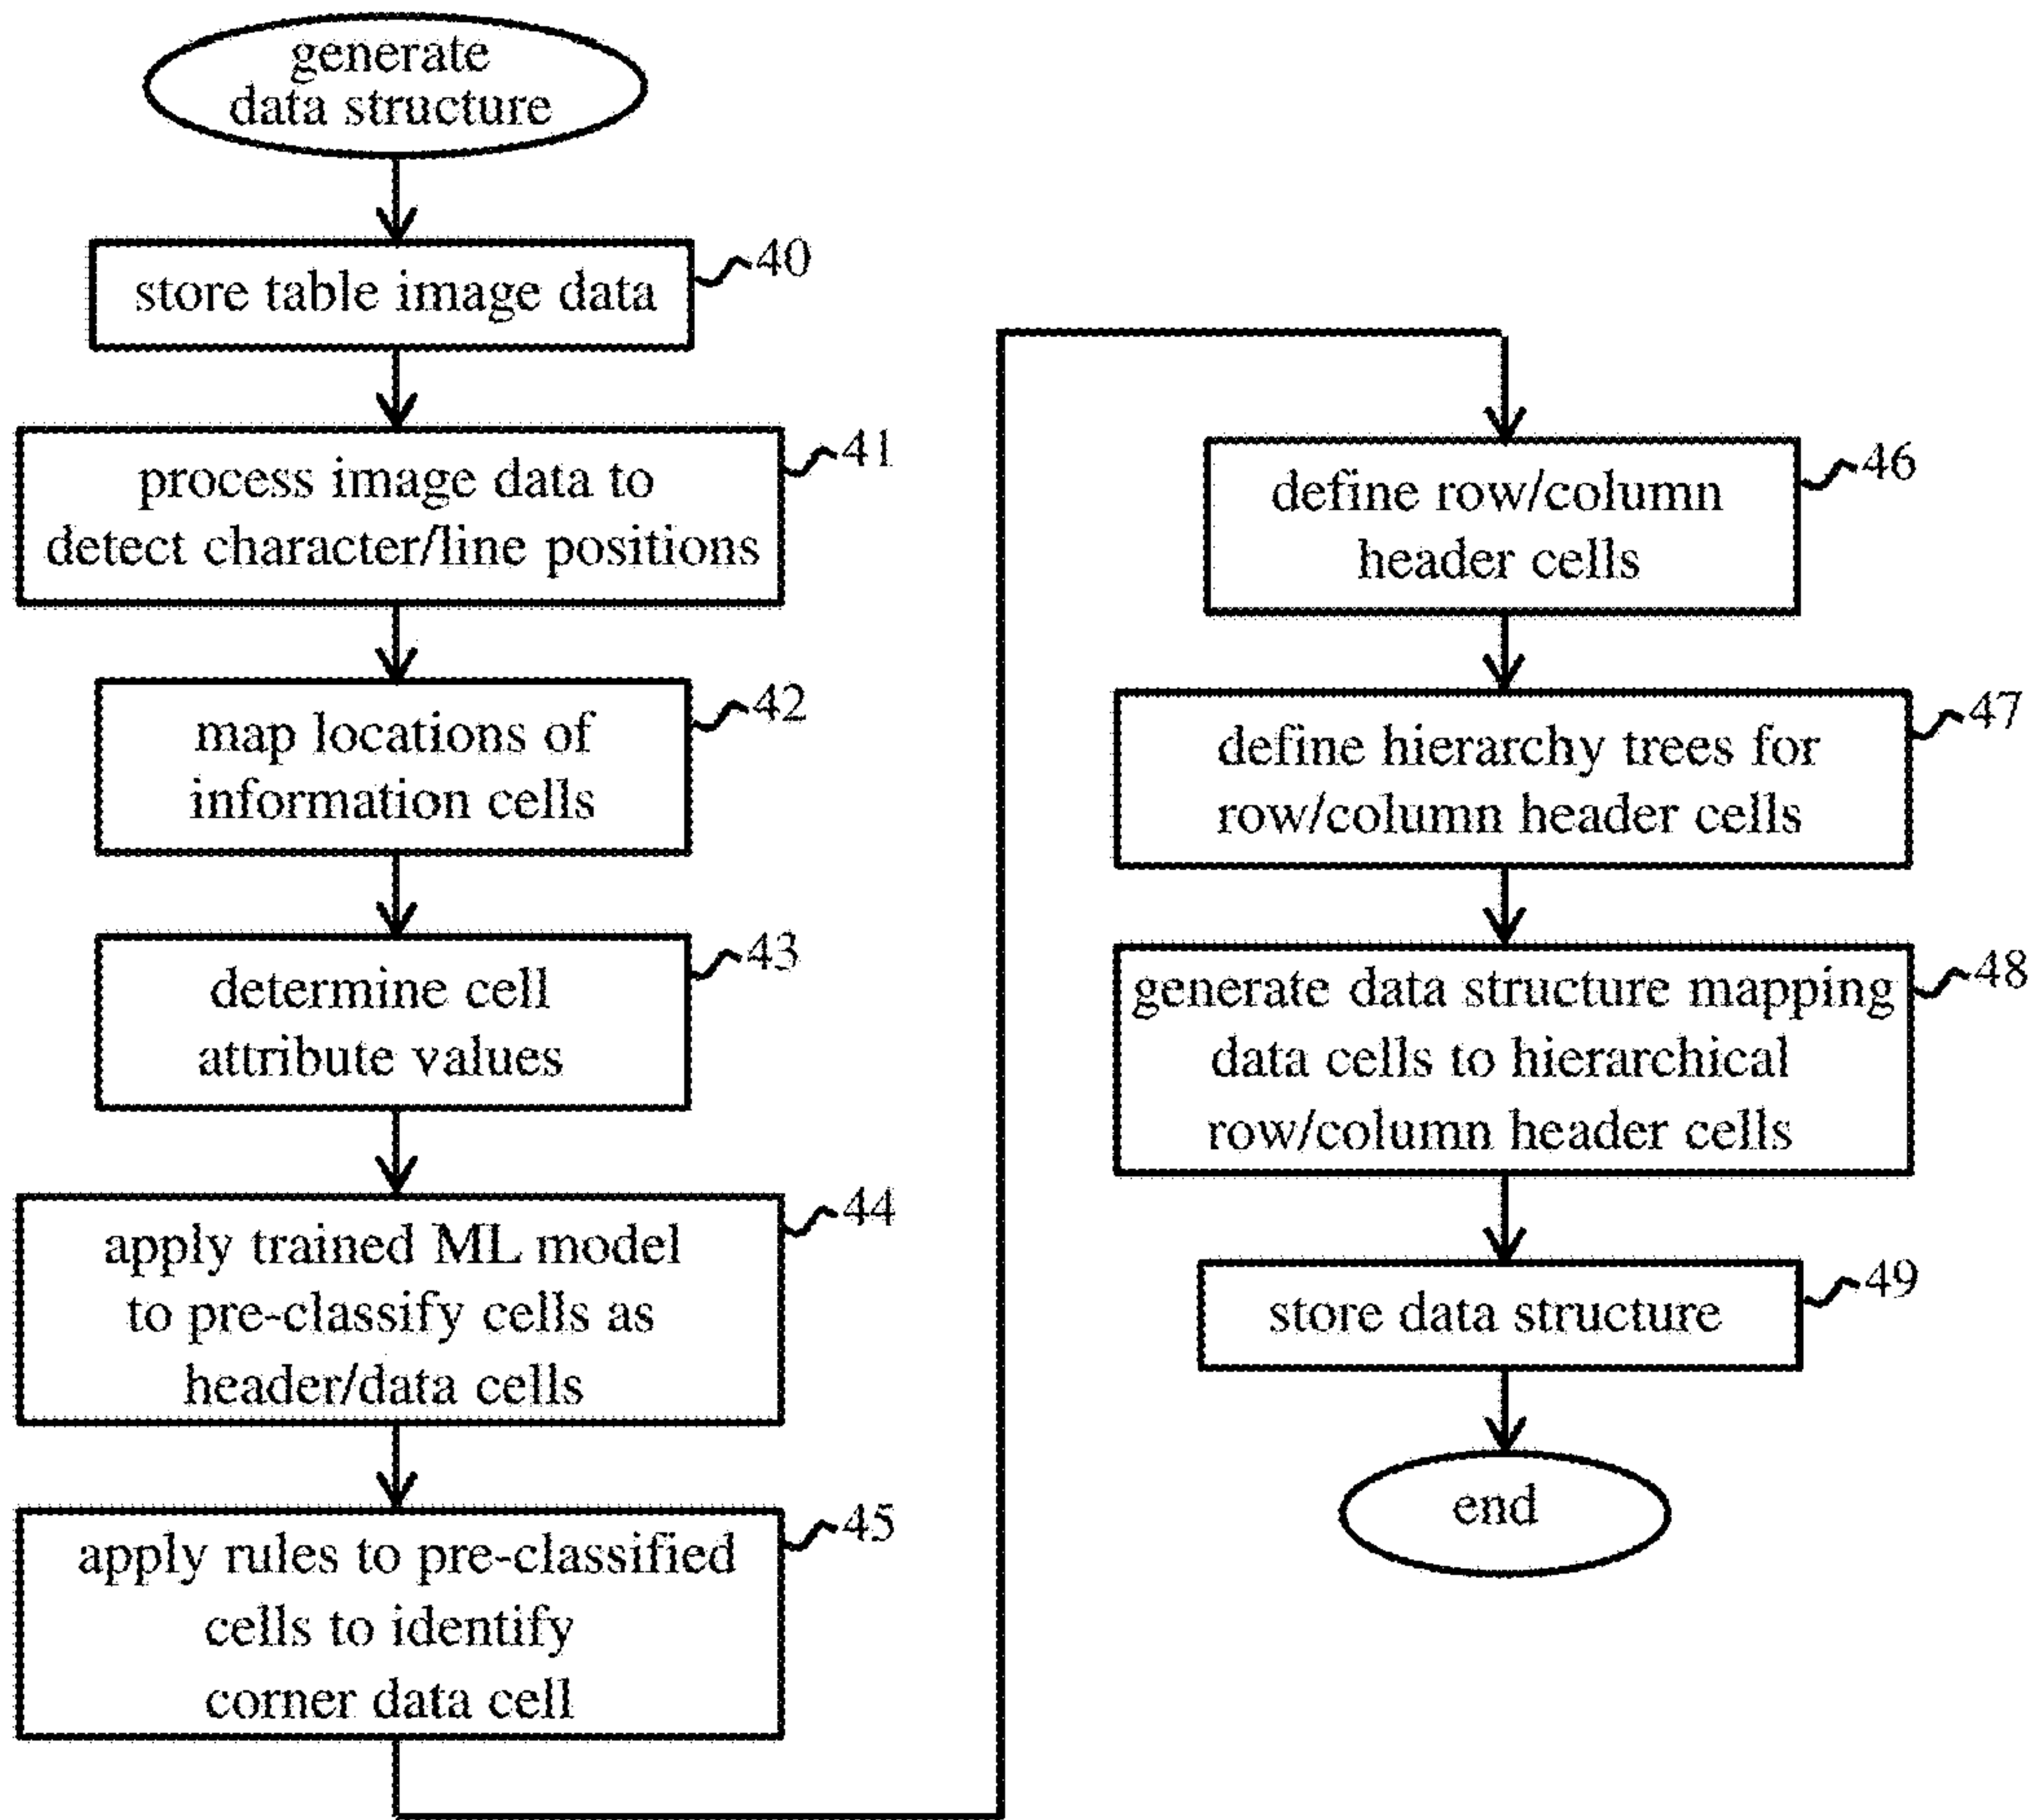 generate
data structure
store table image data
40
process image data to
detect character/line positions
41
map locations of
information cells
42
determine cell
attribute values
43
apply trained ML model
to pre-classify cells as
header/data cells
44
apply rules to pre-classified
cells to identify
corner data cell
45
define row/column
header cells
46
define hierarchy trees for
row/column header cells
47
generate data structure mapping
data cells to hierarchical
row/column header cells
48
store data structure
49
end